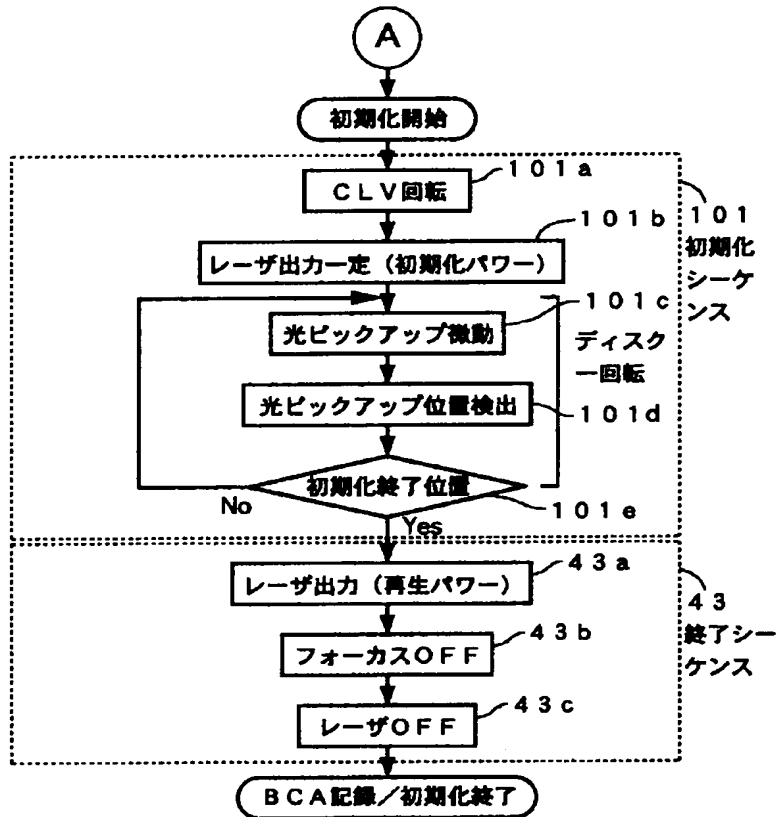 A
初期化開始
CLV回転
101a
レーザ出力一定（初期化パワー）
101b
101
初期化
シーケ
ンス
光ピックアップ微動
101c
ディスク
一回転
光ピックアップ位置検出
101d
初期化終了位置
101e
No
Yes
レーザ出力（再生パワー）
43a
43
終了シー
ケンス
フォーカスOFF
43b
レーザOFF
43c
BCA記録／初期化終了